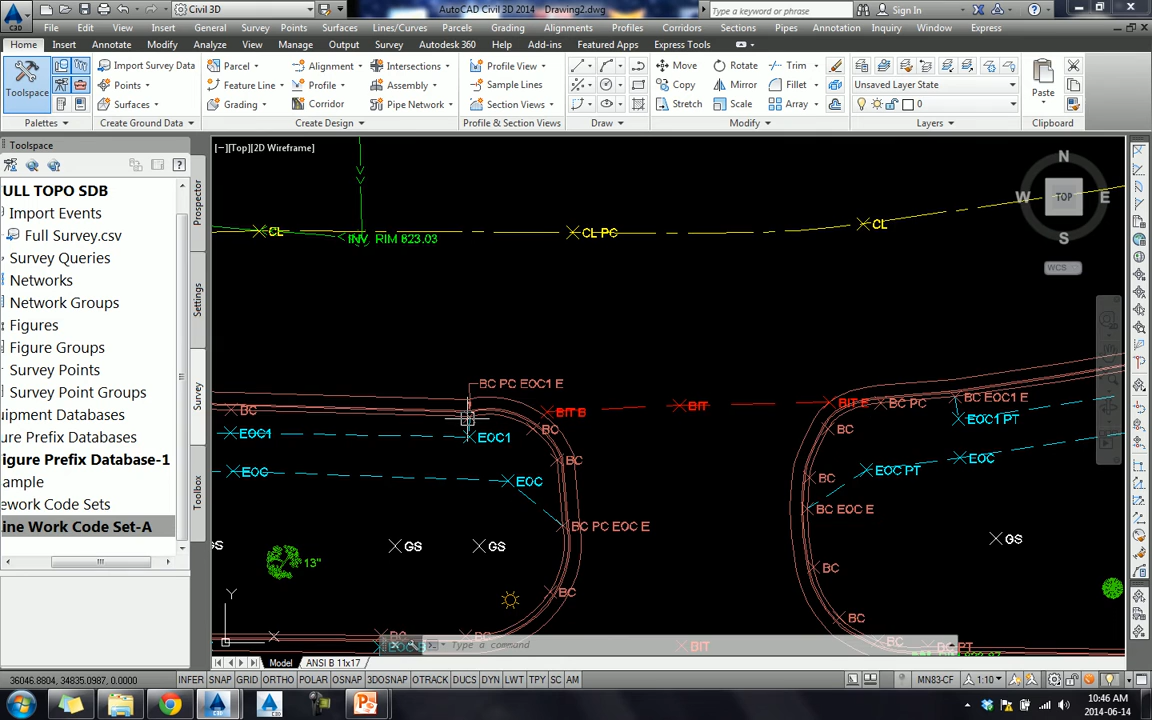 Civil 3D
AutoCAD Civil 3D 2014 Drawing2.dwg
Type a keyword or phrase
Sign In
File Edit View Insert General Survey Points Surfaces Lines/Curves Parcels Grading Alignments Profiles Corridors Sections Pipes Annotation Inquiry Window Express
Home Insert Annotate Modify Analyze View Manage Output Survey Autodesk 360 Help Add-ins Featured Apps Express Tools
Toolspace
Import Survey Data
Points
Surfaces
Parcel
Feature Line
Grading
Alignment
Profile
Corridor
Intersections
Assembly
Pipe Network
Profile View
Sample Lines
Section Views
Move
Copy
Stretch
Rotate
Mirror
Scale
Trim
Fillet
Array
Unsaved Layer State
0
Paste
Palettes
Create Ground Data
Create Design
Profile & Section Views
Draw
Modify
Layers
Clipboard
Toolspace
ULL TOPO SDB
Import Events
Full Survey.csv
Survey Queries
Networks
Network Groups
Figures
Figure Groups
Survey Points
Survey Point Groups
uipment Databases
ure Prefix Databases
igure Prefix Database-1
ample
ework Code Sets
ine Work Code Set-A
Prospector
Settings
Survey
Toolbox
[−][Top][2D Wireframe]
N
W
TOP
E
S
WCS
CL
INV RIM 823.03
CL PC
CL
BC PC EOC1 E
BC
BIT B
BIT
BIT E
BC PC
BC EOC1 E
EOC1
EOC1
BC
BC
EOC1 PT
EOC
EOC
BC
BC
EOC PT
EOC
BC PC EOC E
BC EOC E
GS
GS
GS
GS
13"
BC
BC
BC
Y
X
BC
BC
BC
BIT
Type a command
Model
ANSI B 11x17
36046.8804, 34835.0987, 0.0000
INFER SNAP GRID ORTHO POLAR OSNAP 3DOSNAP OTRACK DUCS DYN LWT TPY SC AM
MN83-CF
1:10
10:46 AM
2014-06-14